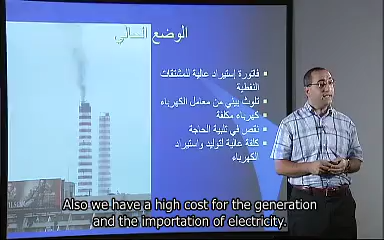 الوضع الحالي
فاتورة إستيراد عالية للمشتقات
النفطية
تلوث بيئي من معامل الكهرباء
كهرباء مكلفة
نقص في تلبية الحاجة
كلفة عالية لتوليد واستيراد
الكهرباء
Also we have a high cost for the generation
and the importation of electricity.